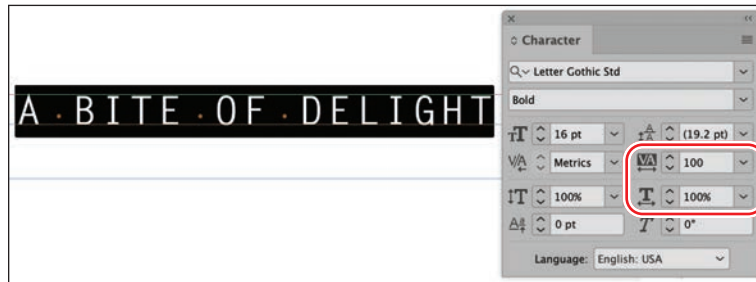 A BITE OF DELIGHT
Character
Letter Gothic Std
Bold
16 pt (19.2 pt)
Metrics 100
100% 100%
0 pt 0°
Language: English: USA